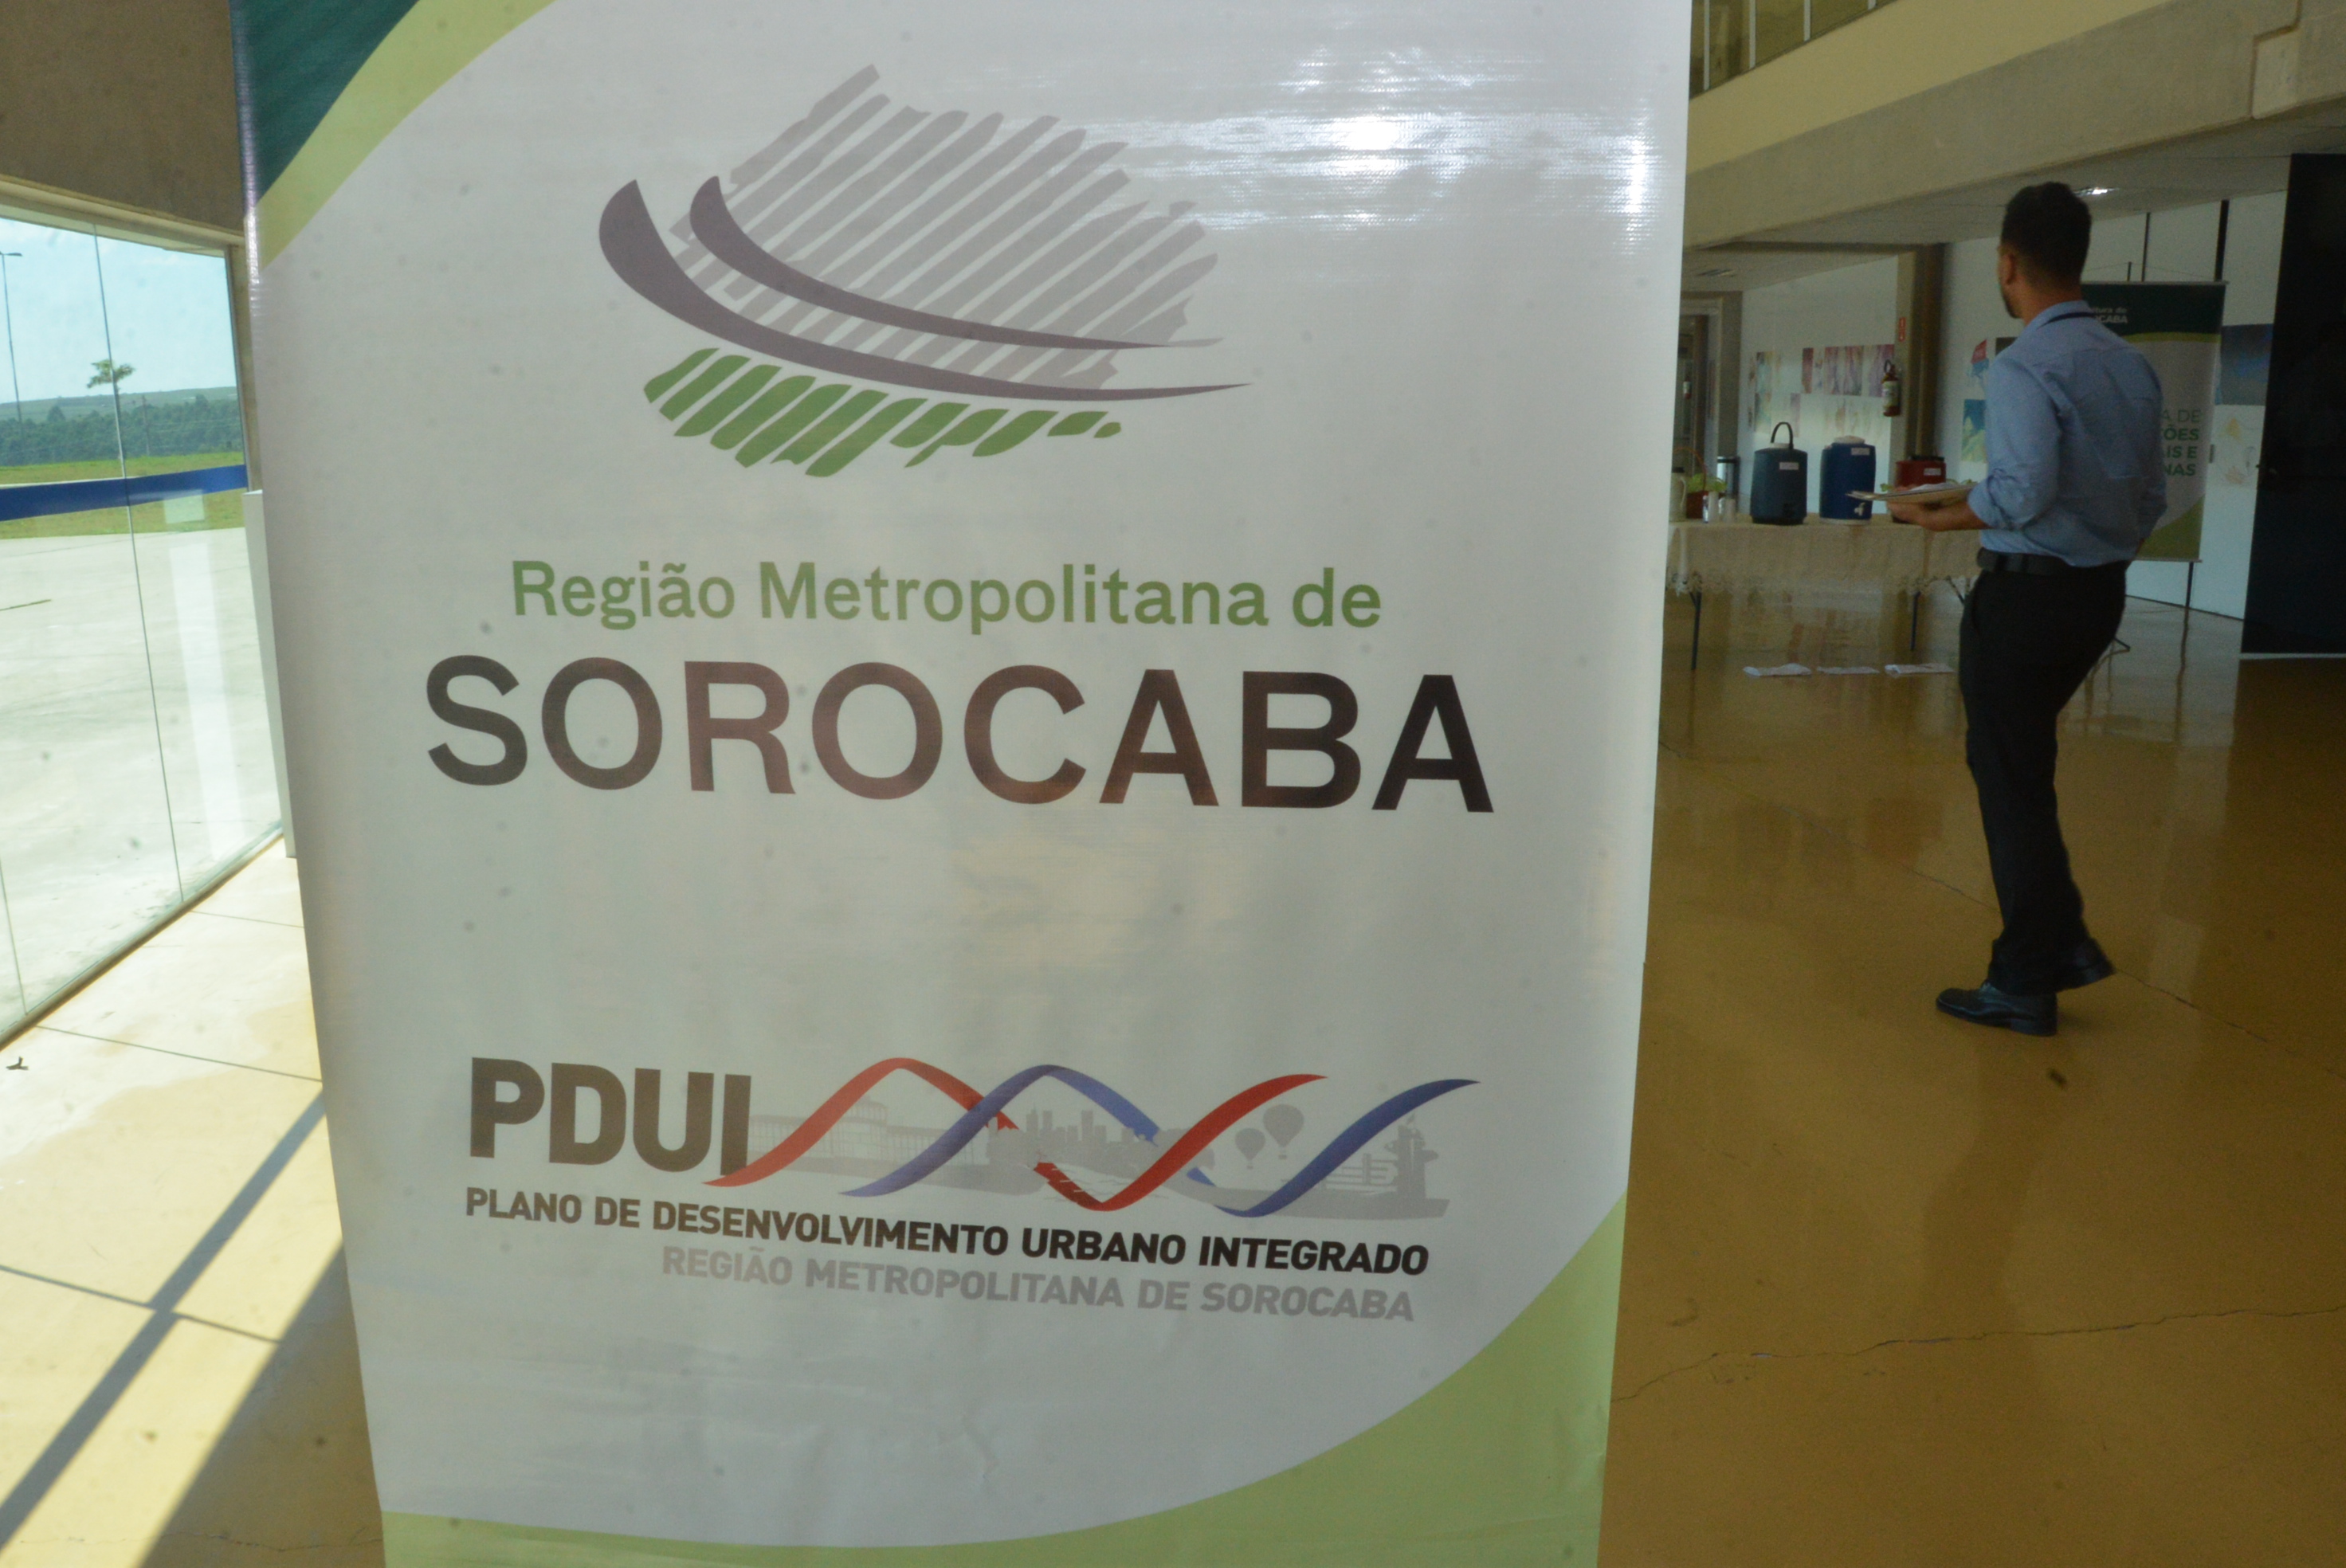 Região Metropolitana de
SOROCABA
PDUI
PLANO DE DESENVOLVIMENTO URBANO INTEGRADO
REGIÃO METROPOLITANA DE SOROCABA